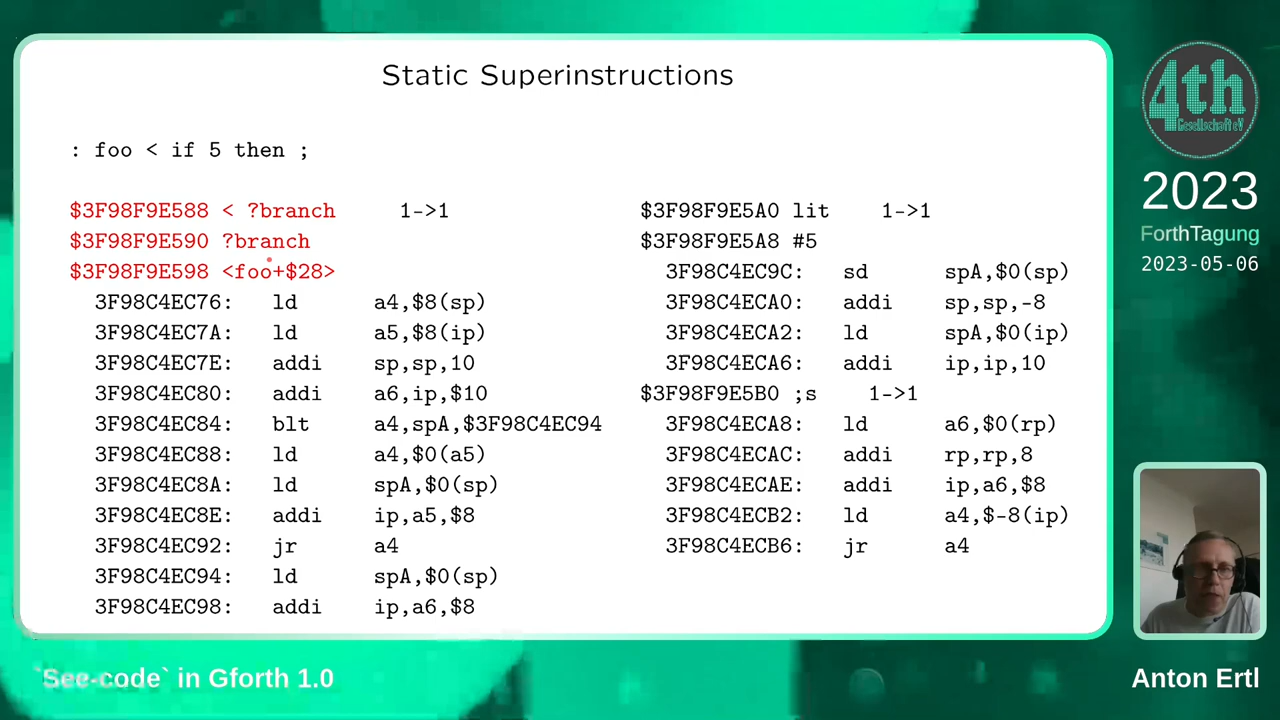 Static Superinstructions
: foo < if 5 then ;
$3F98F9E588 < ?branch 1->1
$3F98F9E590 ?branch
$3F98F9E598 <foo+$28>
3F98C4EC76: ld a4,$8(sp)
3F98C4EC7A: ld a5,$8(ip)
3F98C4EC7E: addi sp,sp,10
3F98C4EC80: addi a6,ip,$10
3F98C4EC84: blt a4,spA,$3F98C4EC94
3F98C4EC88: ld a4,$0(a5)
3F98C4EC8A: ld spA,$0(sp)
3F98C4EC8E: addi ip,a5,$8
3F98C4EC92: jr a4
3F98C4EC94: ld spA,$0(sp)
3F98C4EC98: addi ip,a6,$8
$3F98F9E5A0 lit 1->1
$3F98F9E5A8 #5
3F98C4EC9C: sd spA,$0(sp)
3F98C4ECA0: addi sp,sp,-8
3F98C4ECA2: ld spA,$0(ip)
3F98C4ECA6: addi ip,ip,10
$3F98F9E5B0 ;s 1->1
3F98C4ECA8: ld a6,$0(rp)
3F98C4ECAC: addi rp,rp,8
3F98C4ECAE: addi ip,a6,$8
3F98C4ECB2: ld a4,$-8(ip)
3F98C4ECB6: jr a4
4th
Gesellschaft eV
2023
ForthTagung
2023-05-06
`See-code` in Gforth 1.0
Anton Ertl